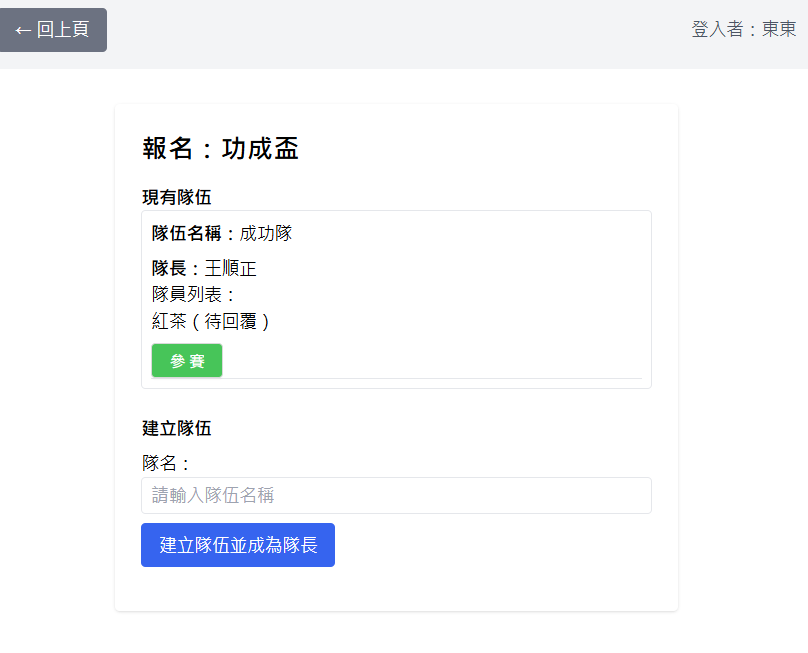 ← 回上頁
登入者：東東
報名：功成盃
現有隊伍
隊伍名稱：成功隊
隊長：王順正
隊員列表：
紅茶（待回覆）
參賽
建立隊伍
隊名：
請輸入隊伍名稱
建立隊伍並成為隊長